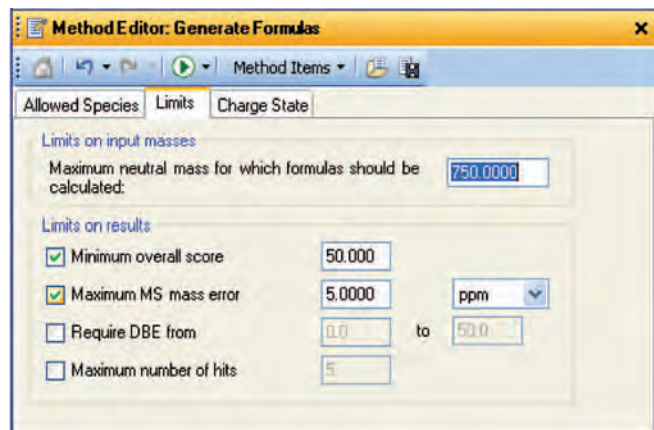 Method Editor: Generate Formulas
Method Items
Allowed Species Limits Charge State
Limits on input masses
Maximum neutral mass for which formulas should be
calculated:
750.0000
Limits on results
Minimum overall score 50.000
Maximum MS mass error 5.0000 ppm
Require DBE from 0.0 to 50.0
Maximum number of hits 5